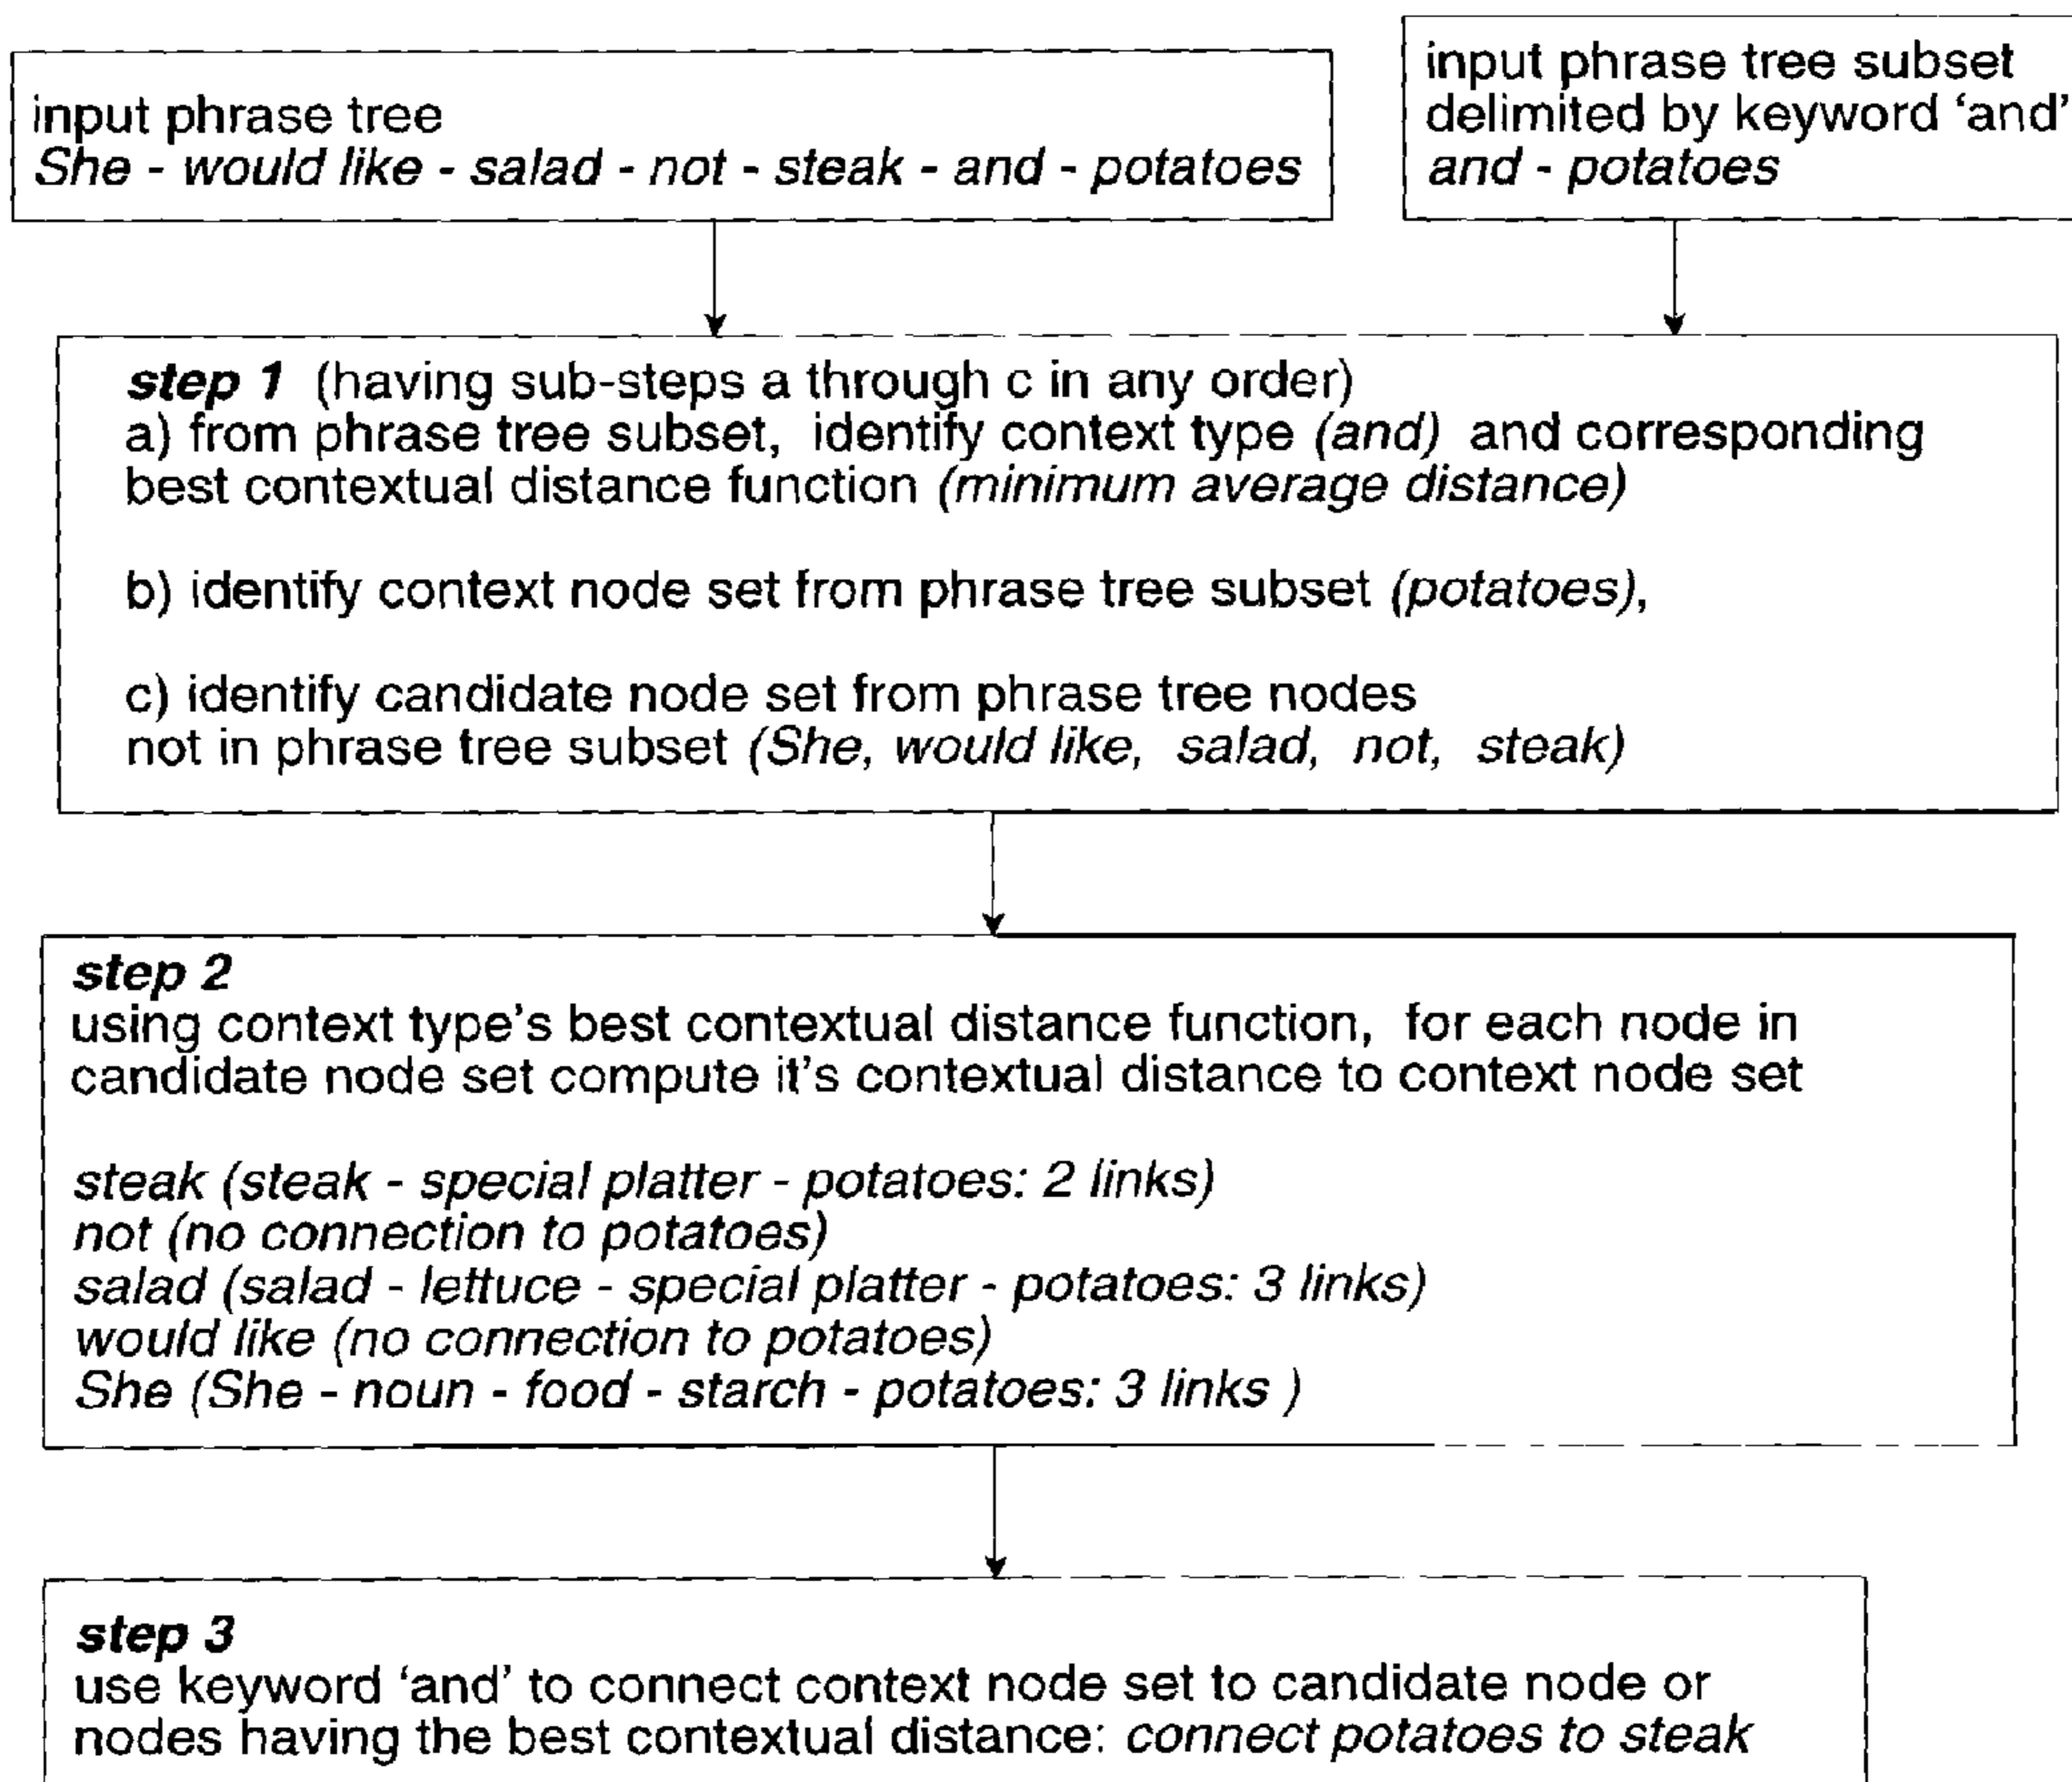 input phrase tree
She - would like - salad - not - steak - and - potatoes
input phrase tree subset
delimited by keyword ‘and’
and - potatoes
step 1 (having sub-steps a through c in any order)
a) from phrase tree subset, identify context type (and) and corresponding
best contextual distance function (minimum average distance)
b) identify context node set from phrase tree subset (potatoes),
c) identify candidate node set from phrase tree nodes
not in phrase tree subset (She, would like, salad, not, steak)
step 2
using context type's best contextual distance function, for each node in
candidate node set compute it's contextual distance to context node set
steak (steak - special platter - potatoes: 2 links)
not (no connection to potatoes)
salad (salad - lettuce - special platter - potatoes: 3 links)
would like (no connection to potatoes)
She (She - noun - food - starch - potatoes: 3 links )
step 3
use keyword ‘and’ to connect context node set to candidate node or
nodes having the best contextual distance: connect potatoes to steak